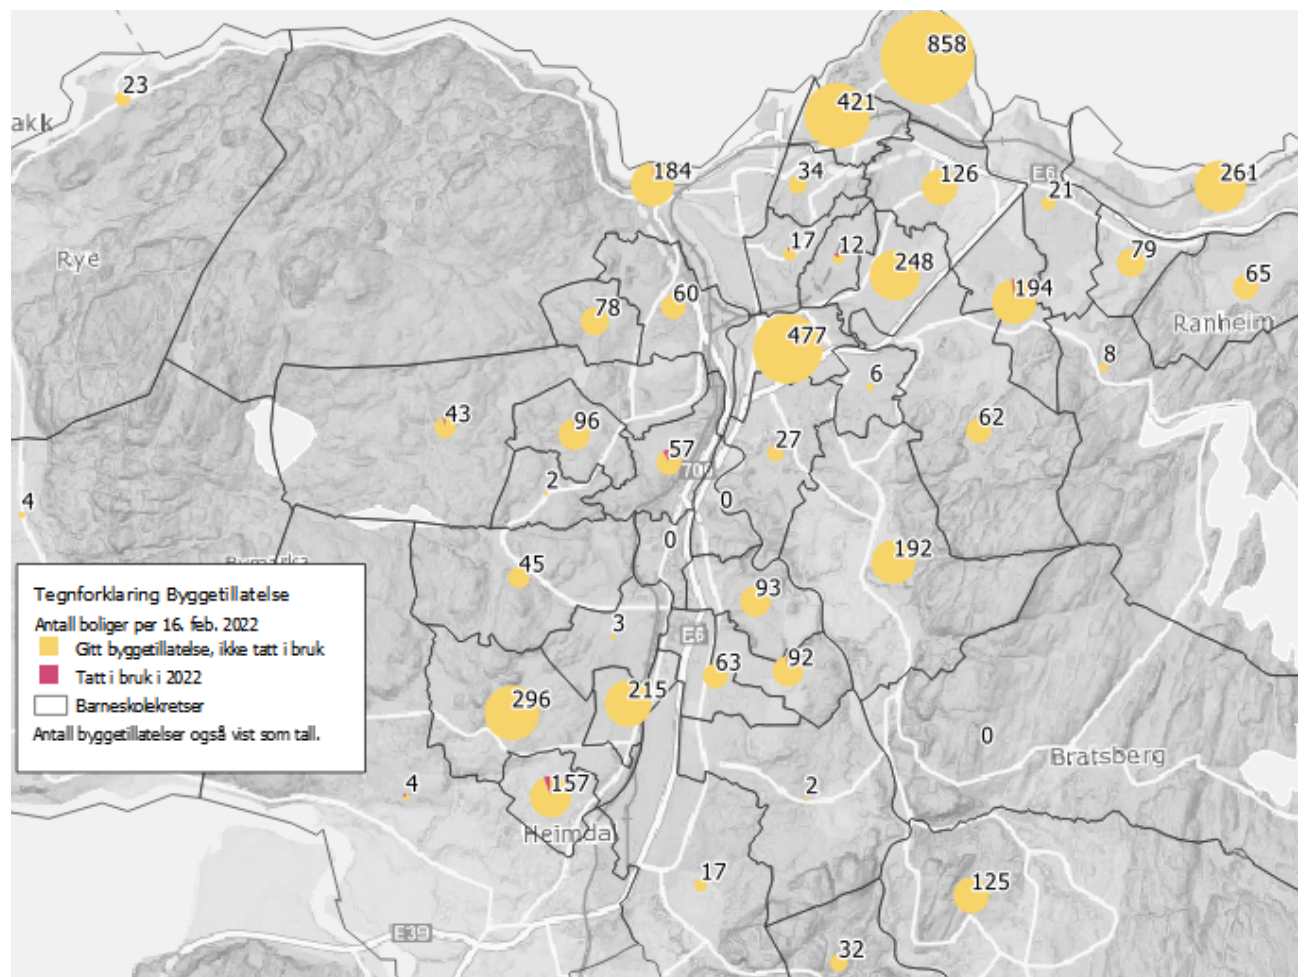 858
23
421
akk
184
34
126
E6
261
21
17
12
248
79
65
Rye
60
194
78
Ranheim
477
8
6
43
96
62
57
27
700
2
0
4
0
192
45
Bymarka
93
Tegnforklaring Byggetillatelse
Antall boliger per 16. feb. 2022
Gitt byggetillatelse, ikke tatt i bruk
Tatt i bruk i 2022
Barneskolekretser
Antall byggetillatelser også vist som tall.
3
E6
63
92
215
296
0
Bratsberg
4
157
2
Heimdal
17
125
E39
32